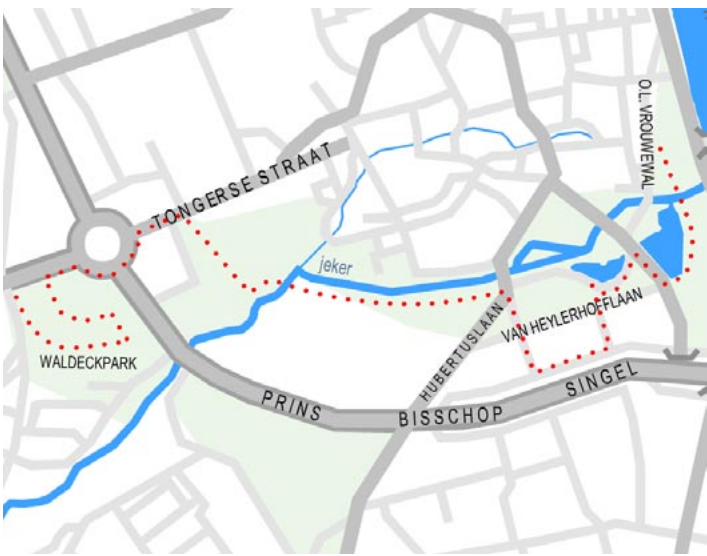 O.L. VROUWEWAL
TONGERSE STRAAT
jeker
VAN HEYLERHOFFLAAN
HUBERTUSLAAN
WALDECKPARK
PRINS BISSCHOP SINGEL